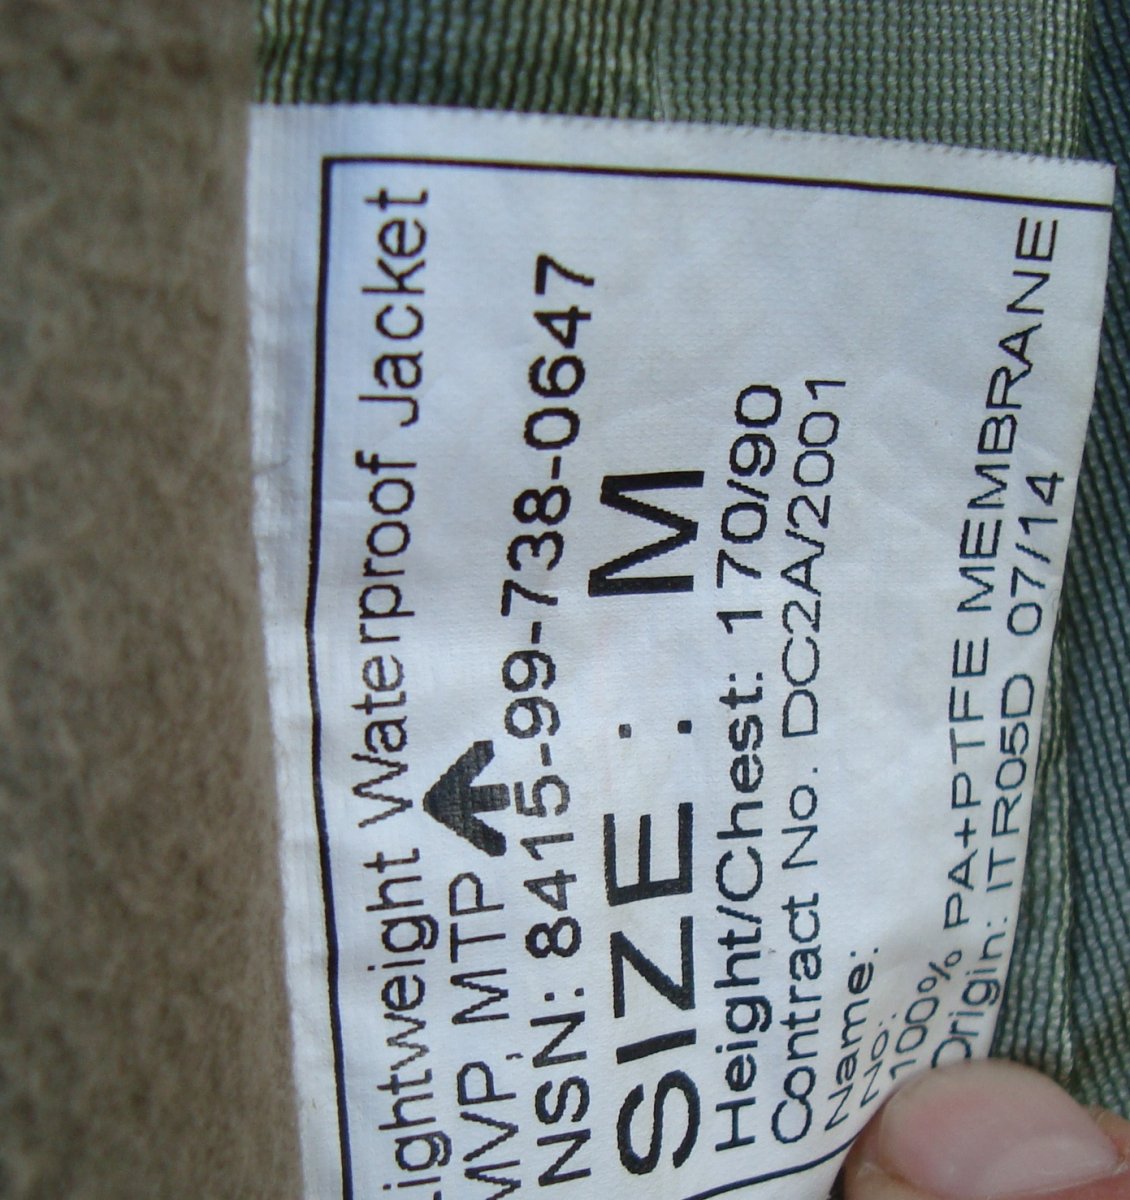 Lightweight Waterproof Jacket
MVP, MTP
NSN: 8415-99-738-0647
SIZE : M
Height/Chest: 170/90
Contract No. DC2A/2001
Name:
No:
100% PA+PTFE MEMBRANE
Origin: ITR05D 07/14